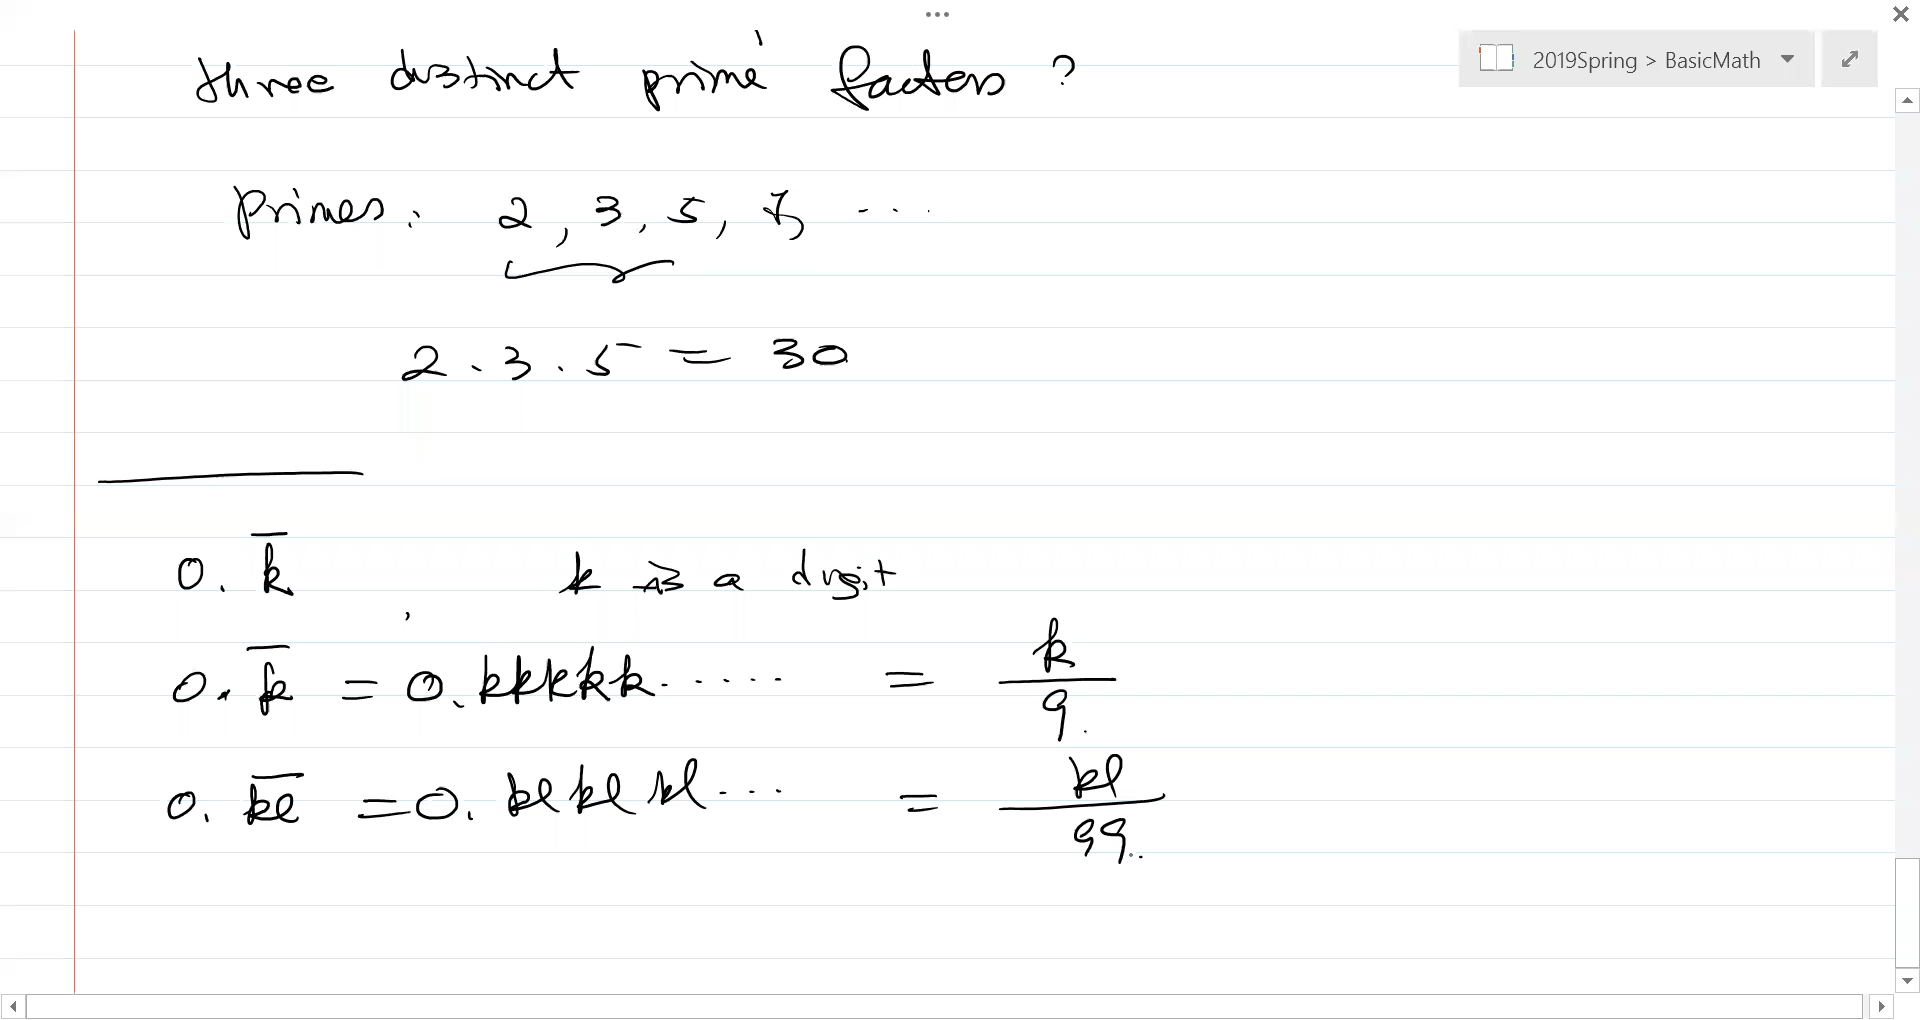 three distinct prime factors ?
2019Spring > BasicMath
Primes: 2, 3, 5, 7, ...
2 . 3 . 5 = 30
0. k̅ k is a digit
0. k̅ = 0.kkkkk..... = k/9.
0. k̅l̅ = 0. klklkl... = kl/99..